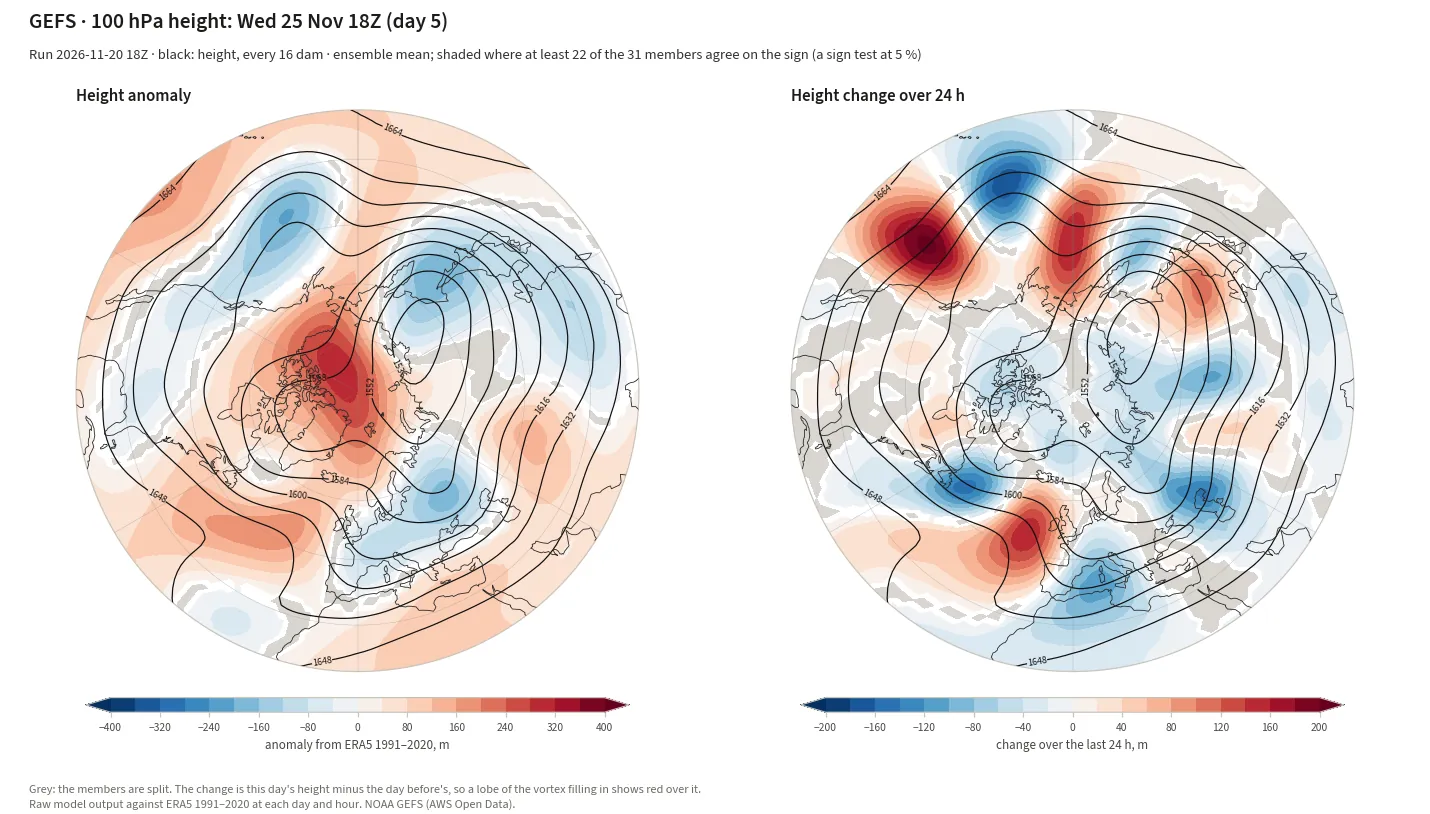 GEFS · 100 hPa height: Wed 25 Nov 18Z (day 5)
Run 2026-11-20 18Z · black: height, every 16 dam · ensemble mean; shaded where at least 22 of the 31 members agree on the sign (a sign test at 5 %)
Height anomaly
Height change over 24 h
1664
1664
1552
1616
1632
1584
1600
1648
1648
1664
1664
1552
1616
1632
1584
1600
1648
1648
−400 −320 −240 −160 −80 0 80 160 240 320 400
anomaly from ERA5 1991–2020, m
−200 −160 −120 −80 −40 0 40 80 120 160 200
change over the last 24 h, m
Grey: the members are split. The change is this day's height minus the day before's, so a lobe of the vortex filling in shows red over it.
Raw model output against ERA5 1991–2020 at each day and hour. NOAA GEFS (AWS Open Data).